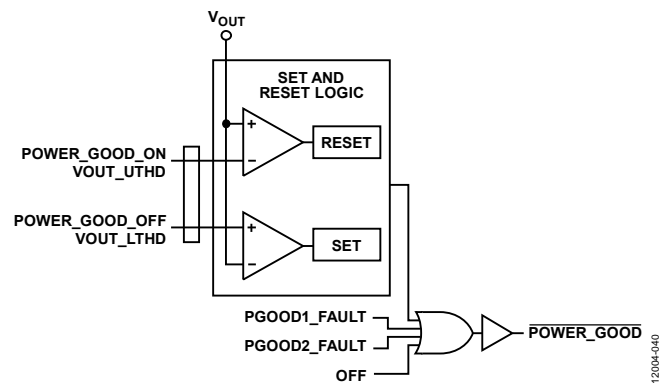 VOUT
SET AND
RESET LOGIC
+
−
RESET
POWER_GOOD_ON
VOUT_UTHD
POWER_GOOD_OFF
VOUT_LTHD
+
−
SET
PGOOD1_FAULT
PGOOD2_FAULT
OFF
POWER_GOOD
12004-040